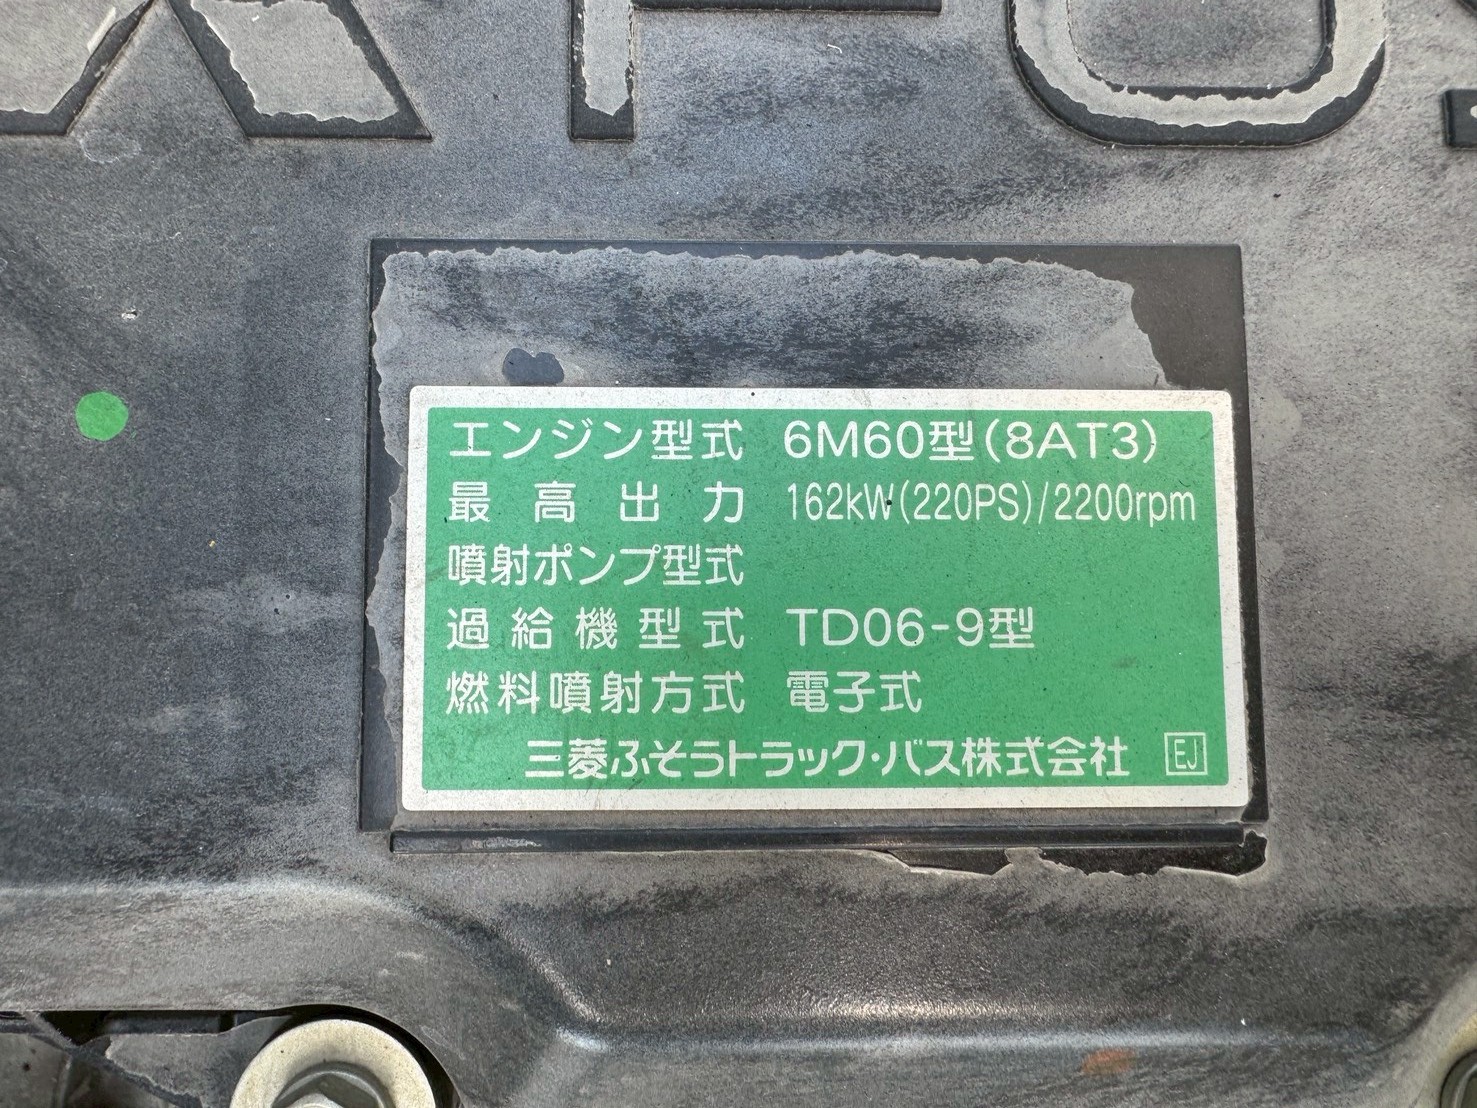 エンジン型式 6M60型(8AT3)
最高出力 162kW(220PS)/2200rpm
噴射ポンプ型式
過給機型式 TD06-9型
燃料噴射方式 電子式
三菱ふそうトラック・バス株式会社 EJ